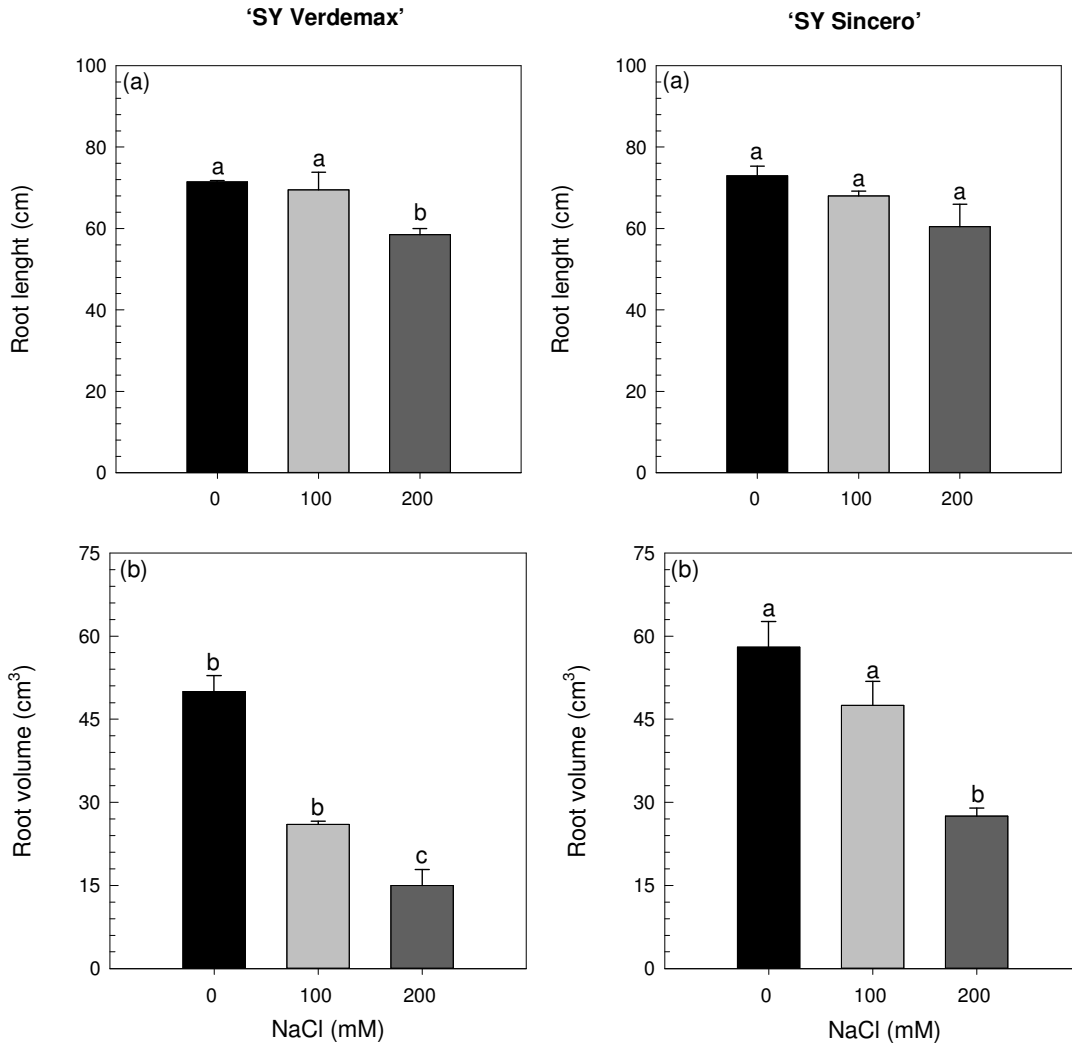 ‘SY Verdemax’
‘SY Sincero’
(a)
100
80
60
40
20
0
Root lenght (cm)
a
a
b
0 100 200
(a)
100
80
60
40
20
0
Root lenght (cm)
a
a
a
0 100 200
(b)
75
60
45
30
15
0
Root volume (cm³)
b
b
c
0 100 200
NaCl (mM)
(b)
75
60
45
30
15
0
Root volume (cm³)
a
a
b
0 100 200
NaCl (mM)